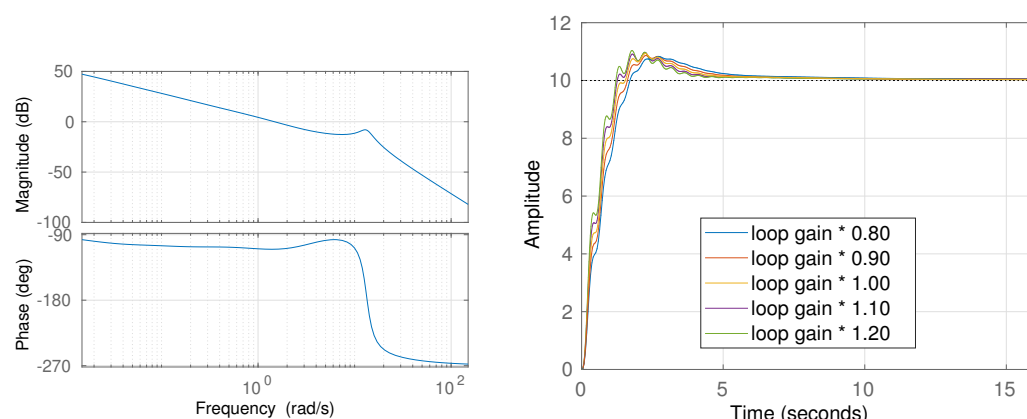 Magnitude (dB)
50
0
-50
-100
Phase (deg)
-90
-180
-270
10^0
10^1
10^2
Frequency (rad/s)
Amplitude
12
10
8
6
4
2
0
loop gain * 0.80
loop gain * 0.90
loop gain * 1.00
loop gain * 1.10
loop gain * 1.20
0
5
10
15
Time (seconds)